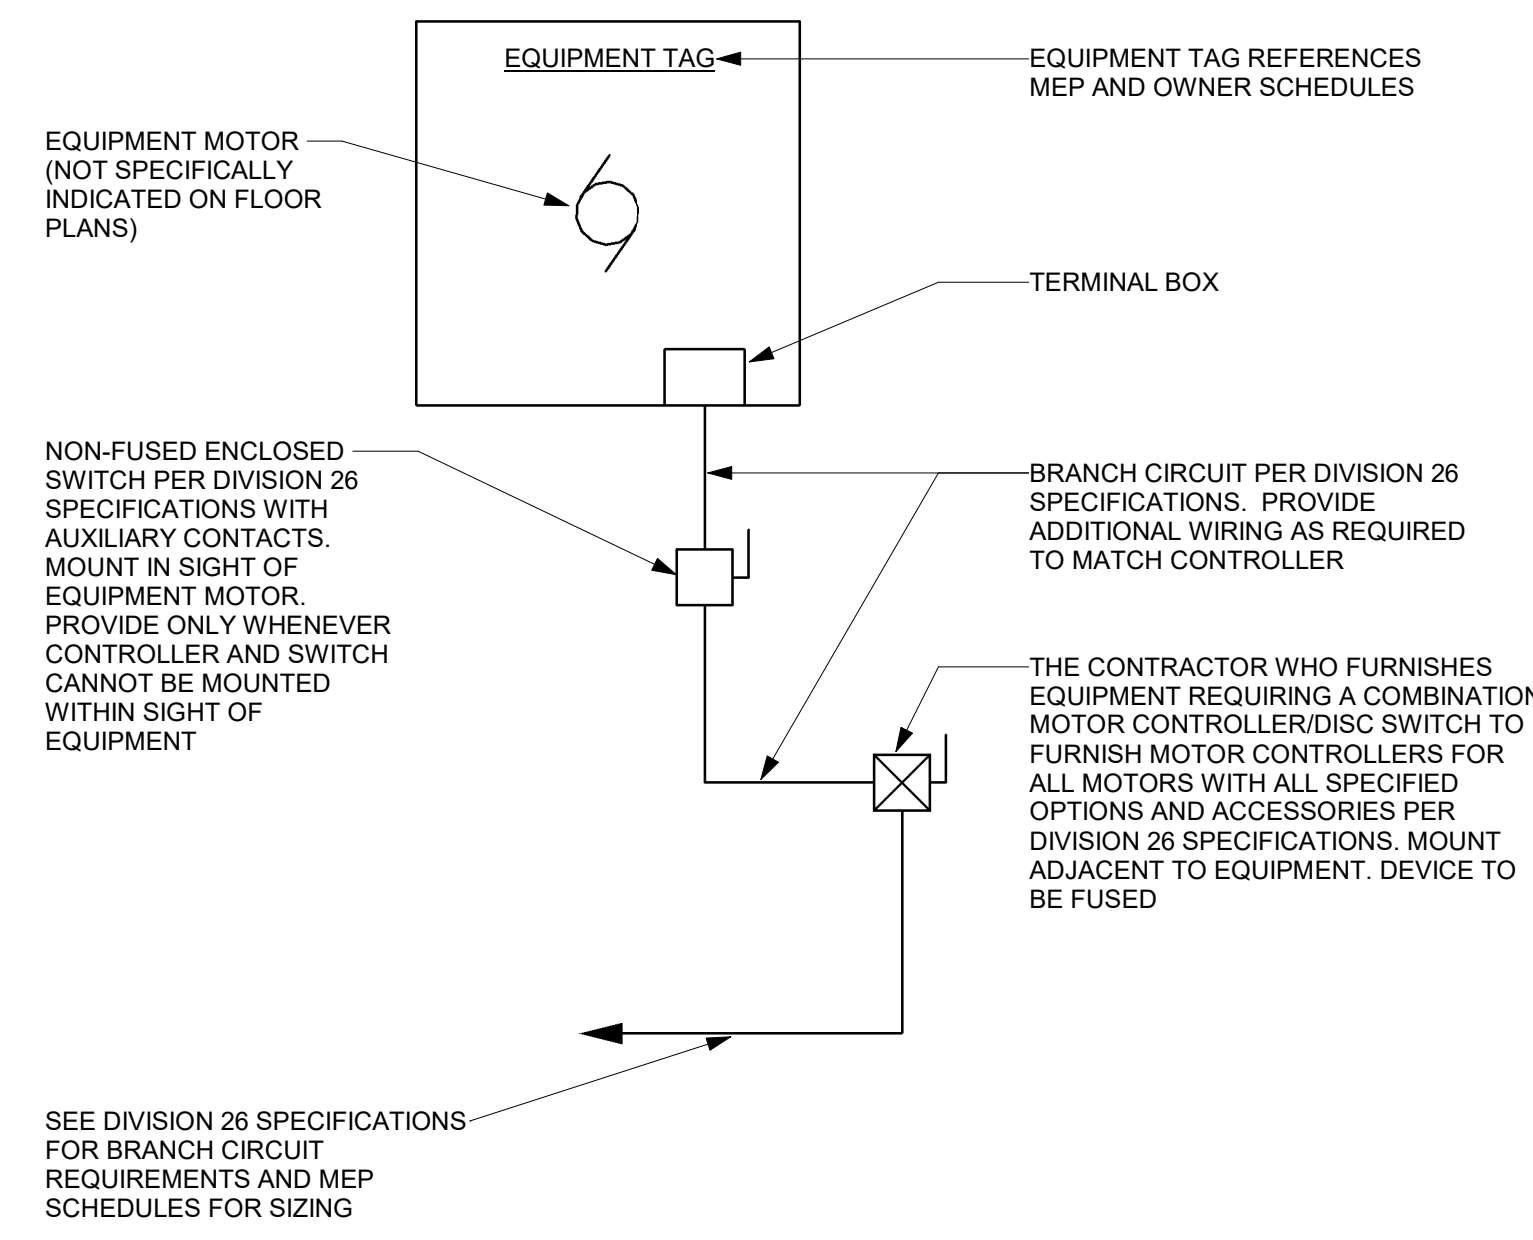 EQUIPMENT TAG
EQUIPMENT TAG REFERENCES
MEP AND OWNER SCHEDULES
EQUIPMENT MOTOR
(NOT SPECIFICALLY
INDICATED ON FLOOR
PLANS)
TERMINAL BOX
NON-FUSED ENCLOSED
SWITCH PER DIVISION 26
SPECIFICATIONS WITH
AUXILIARY CONTACTS.
MOUNT IN SIGHT OF
EQUIPMENT MOTOR.
PROVIDE ONLY WHENEVER
CONTROLLER AND SWITCH
CANNOT BE MOUNTED
WITHIN SIGHT OF
EQUIPMENT
BRANCH CIRCUIT PER DIVISION 26
SPECIFICATIONS. PROVIDE
ADDITIONAL WIRING AS REQUIRED
TO MATCH CONTROLLER
THE CONTRACTOR WHO FURNISHES
EQUIPMENT REQUIRING A COMBINATION
MOTOR CONTROLLER/DISC SWITCH TO
FURNISH MOTOR CONTROLLERS FOR
ALL MOTORS WITH ALL SPECIFIED
OPTIONS AND ACCESSORIES PER
DIVISION 26 SPECIFICATIONS. MOUNT
ADJACENT TO EQUIPMENT. DEVICE TO
BE FUSED
SEE DIVISION 26 SPECIFICATIONS
FOR BRANCH CIRCUIT
REQUIREMENTS AND MEP
SCHEDULES FOR SIZING